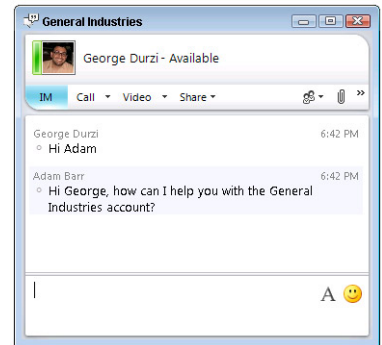 General Industries
George Durzi - Available
IM Call Video Share
George Durzi 6:42 PM
Hi Adam
Adam Barr 6:42 PM
Hi George, how can I help you with the General
Industries account?
A